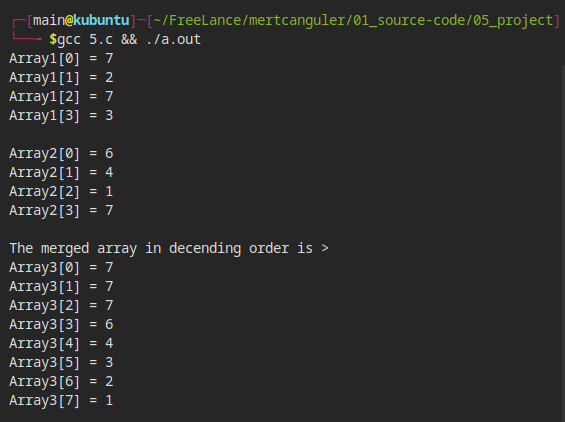 ┌─[main@kubuntu]─[~/FreeLance/mertcanguler/01_source-code/05_project]
└──╼ $gcc 5.c && ./a.out
Array1[0] = 7
Array1[1] = 2
Array1[2] = 7
Array1[3] = 3
Array2[0] = 6
Array2[1] = 4
Array2[2] = 1
Array2[3] = 7
The merged array in decending order is >
Array3[0] = 7
Array3[1] = 7
Array3[2] = 7
Array3[3] = 6
Array3[4] = 4
Array3[5] = 3
Array3[6] = 2
Array3[7] = 1